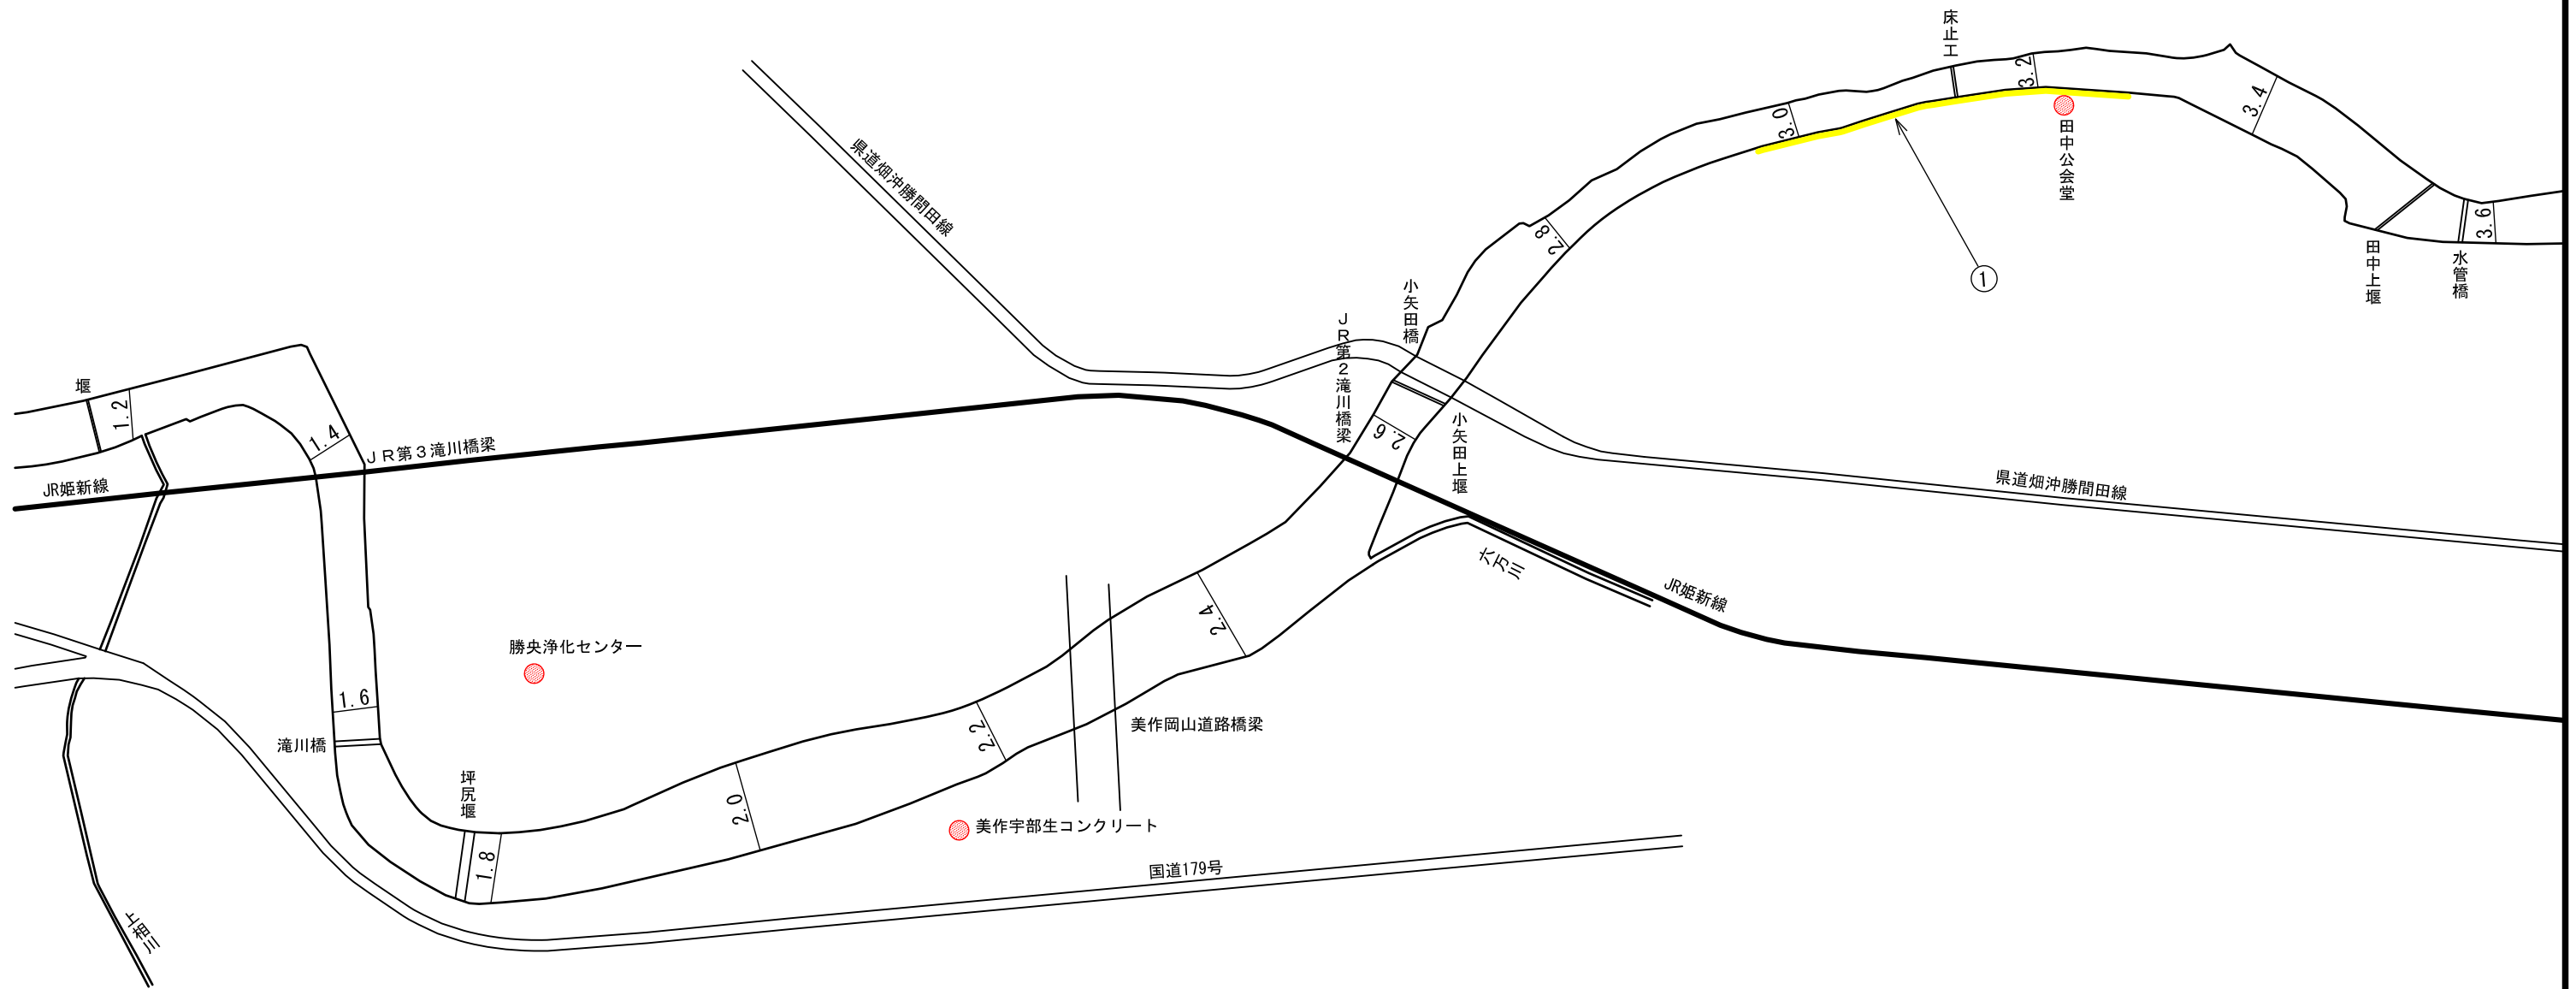 床止工
3.2
3.4
3.0
県道畑沖勝間田線
田中公会堂
3.6
2.8
①
田中上堰
水管橋
小矢田橋
ＪＲ第２滝川橋梁
堰
1.2
1.4
ＪＲ第３滝川橋梁
2.6
小矢田上堰
JR姫新線
県道畑沖勝間田線
六万川
JR姫新線
2.4
勝央浄化センター
1.6
滝川橋
2.2
美作岡山道路橋梁
坪尻堰
2.0
美作宇部生コンクリート
1.8
国道179号
上相川